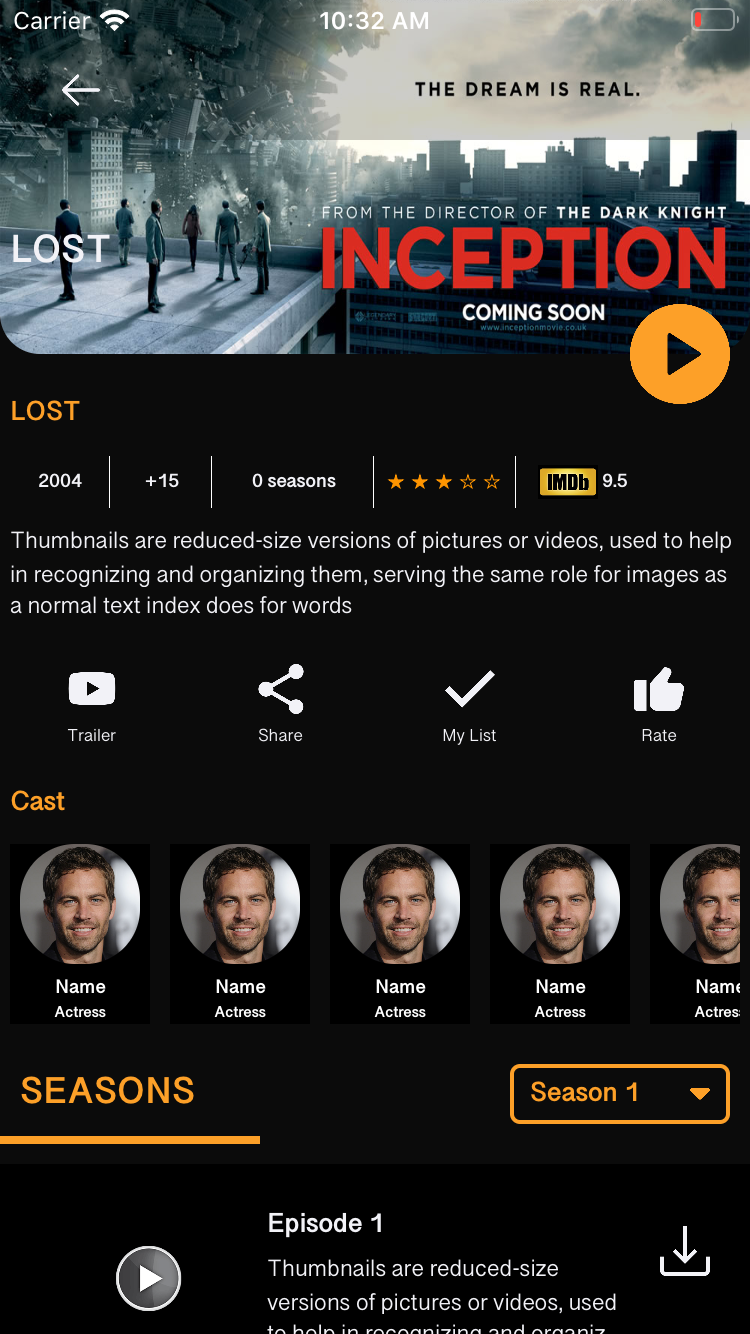 Carrier 10:32 AM
THE DREAM IS REAL.
FROM THE DIRECTOR OF THE DARK KNIGHT
LOST
INCEPTION
COMING SOON
www.inceptionmovie.co.uk
LOST
2004 +15 0 seasons IMDb 9.5
Thumbnails are reduced-size versions of pictures or videos, used to help
in recognizing and organizing them, serving the same role for images as
a normal text index does for words
Trailer Share My List Rate
Cast
Name Name Name Name Name
Actress Actress Actress Actress Actress
SEASONS Season 1
Episode 1
Thumbnails are reduced-size
versions of pictures or videos, used
to help in recognizing and organiz